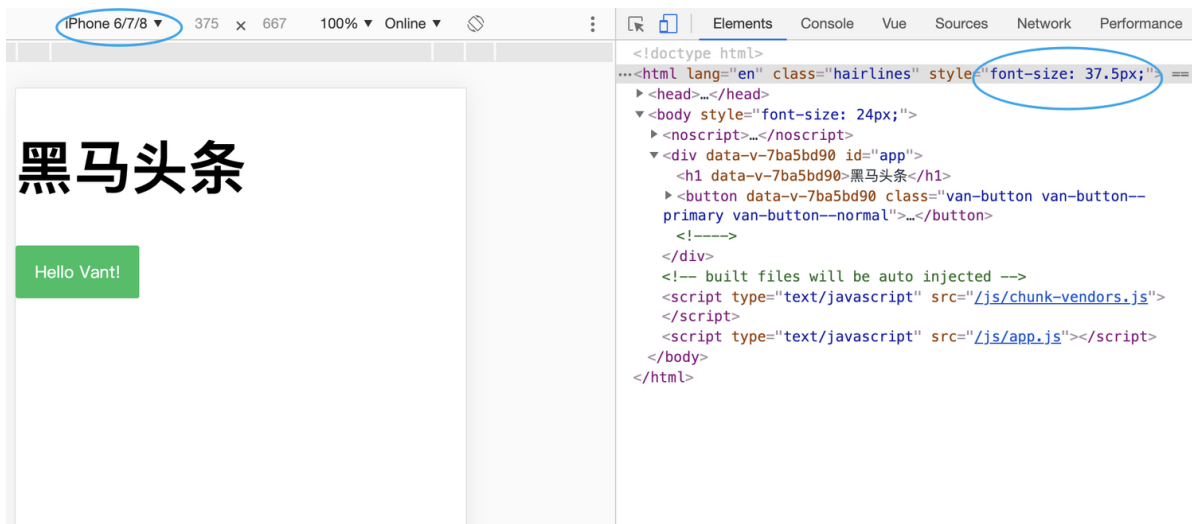 iPhone 6/7/8 ▼ 375 × 667 100% ▼ Online ▼
Elements Console Vue Sources Network Performance
<!doctype html>
…<html lang="en" class="hairlines" style="font-size: 37.5px;"> ==
▶<head>…</head>
▼<body style="font-size: 24px;">
▶<noscript>…</noscript>
▼<div data-v-7ba5bd90 id="app">
<h1 data-v-7ba5bd90>黑马头条</h1>
▶<button data-v-7ba5bd90 class="van-button van-button--
primary van-button--normal">…</button>
<!---->
</div>
<!-- built files will be auto injected -->
<script type="text/javascript" src="/js/chunk-vendors.js">
</script>
<script type="text/javascript" src="/js/app.js"></script>
</body>
</html>
黑马头条
Hello Vant!